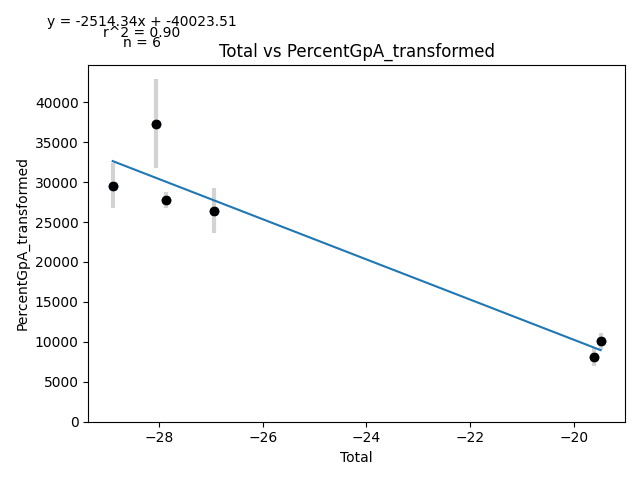 y = -2514.34x + -40023.51
r^2 = 0.90
n = 6
Total vs PercentGpA_transformed
PercentGpA_transformed
40000
35000
30000
25000
20000
15000
10000
5000
0
−28
−26
−24
−22
−20
Total